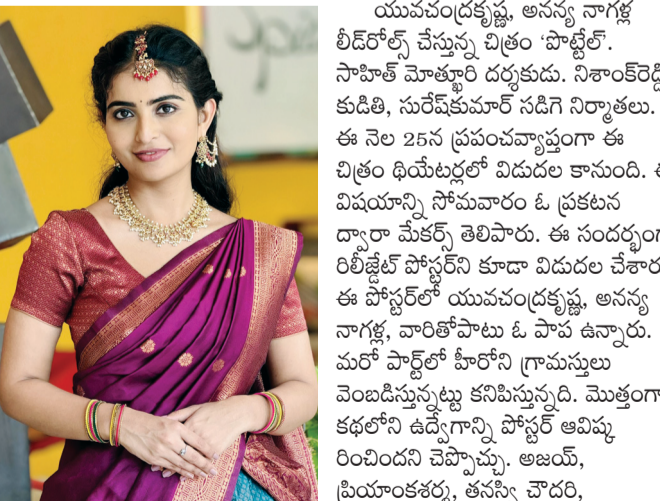 యువచంద్రకృష్ణ, అనన్య నాగళ్ల
లీడ్‌రోల్స్ చేస్తున్న చిత్రం ‘పొట్టేల్’.
సాహిత్ మోత్ఖూరి దర్శకుడు. నిశాంక్‌రెడ్డి
కుడితి, సురేష్‌కుమార్ సడిగె నిర్మాతలు.
ఈ నెల 25న ప్రపంచవ్యాప్తంగా ఈ
చిత్రం థియేటర్లలో విడుదల కానుంది.
విషయాన్ని సోమవారం ఓ ప్రకటన
ద్వారా మేకర్స్ తెలిపారు. ఈ సందర్భంగా
రిలీజ్డేట్ పోస్టర్‌ని కూడా విడుదల చేశారు
ఈ పోస్టర్‌లో యువచంద్రకృష్ణ, అనన్య
నాగళ్ల, వారితోపాటు ఓ పాప ఉన్నారు.
మరో పార్ట్‌లో హీరోని గ్రామస్తులు
వెంబడిస్తున్నట్టు కనిపిస్తున్నది. మొత్తంగా
కథలోని ఉద్వేగాన్ని పోస్టర్ ఆవిష్క
రించిందని చెప్పొచ్చు. అజయ్,
ప్రియాంకశర్మ, తనస్వి చౌదరి,